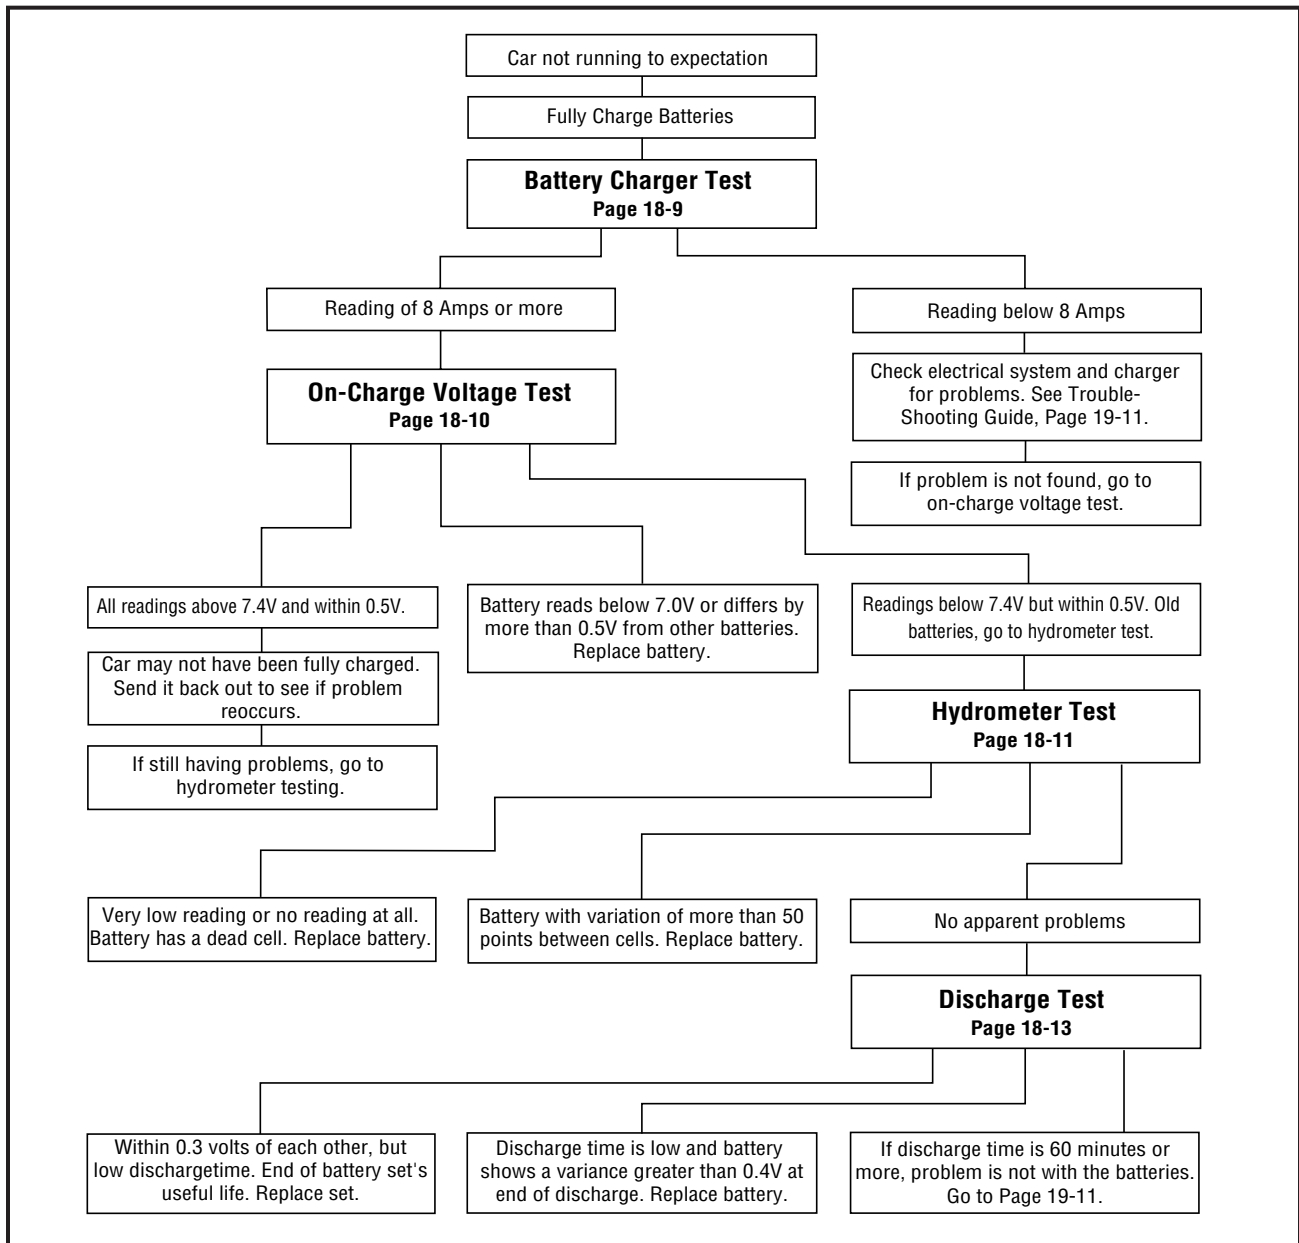 Car not running to expectation
Fully Charge Batteries
Battery Charger Test
Page 18-9
Reading of 8 Amps or more
Reading below 8 Amps
On-Charge Voltage Test
Page 18-10
Check electrical system and charger
for problems. See Trouble-
Shooting Guide, Page 19-11.
If problem is not found, go to
on-charge voltage test.
All readings above 7.4V and within 0.5V.
Car may not have been fully charged.
Send it back out to see if problem
reoccurs.
If still having problems, go to
hydrometer testing.
Battery reads below 7.0V or differs by
more than 0.5V from other batteries.
Replace battery.
Readings below 7.4V but within 0.5V. Old
batteries, go to hydrometer test.
Hydrometer Test
Page 18-11
Very low reading or no reading at all.
Battery has a dead cell. Replace battery.
Battery with variation of more than 50
points between cells. Replace battery.
No apparent problems
Discharge Test
Page 18-13
Within 0.3 volts of each other, but
low dischargetime. End of battery set's
useful life. Replace set.
Discharge time is low and battery
shows a variance greater than 0.4V at
end of discharge. Replace battery.
If discharge time is 60 minutes or
more, problem is not with the batteries.
Go to Page 19-11.